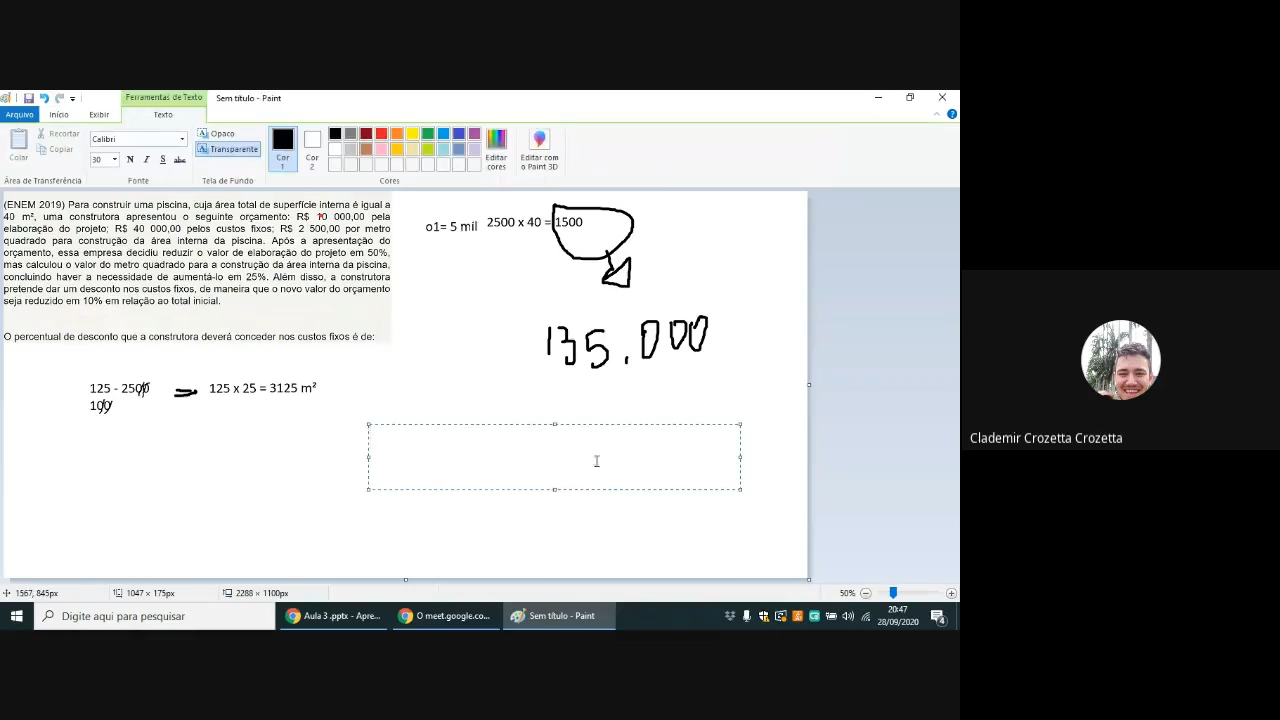 Ferramentas de Texto
Sem título - Paint
Arquivo
Início
Exibir
Texto
Colar
Recortar
Copiar
Área de Transferência
Calibri
30
N
I
S
abc
Fonte
Opaco
Transparente
Tela de Fundo
Cor
1
Cor
2
Editar
cores
Editar com
o Paint 3D
Cores
(ENEM 2019) Para construir uma piscina, cuja área total de superfície interna é igual a
40 m², uma construtora apresentou o seguinte orçamento: R$ 10 000,00 pela
elaboração do projeto; R$ 40 000,00 pelos custos fixos; R$ 2 500,00 por metro
quadrado para construção da área interna da piscina. Após a apresentação do
orçamento, essa empresa decidiu reduzir o valor de elaboração do projeto em 50%,
mas calculou o valor do metro quadrado para a construção da área interna da piscina,
concluindo haver a necessidade de aumentá-lo em 25%. Além disso, a construtora
pretende dar um desconto nos custos fixos, de maneira que o novo valor do orçamento
seja reduzido em 10% em relação ao total inicial.
O percentual de desconto que a construtora deverá conceder nos custos fixos é de:
o1= 5 mil
2500 x 40 = 1500
135.000
125 - 2500
100
125 x 25 = 3125 m²
Clademir Crozetta Crozetta
1567, 845px
1047 × 175px
2288 × 1100px
50%
Digite aqui para pesquisar
Aula 3 .pptx - Apre...
O meet.google.co...
Sem título - Paint
20:47
28/09/2020
4